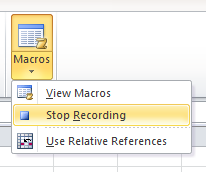 Macros
View Macros
Stop Recording
Use Relative References